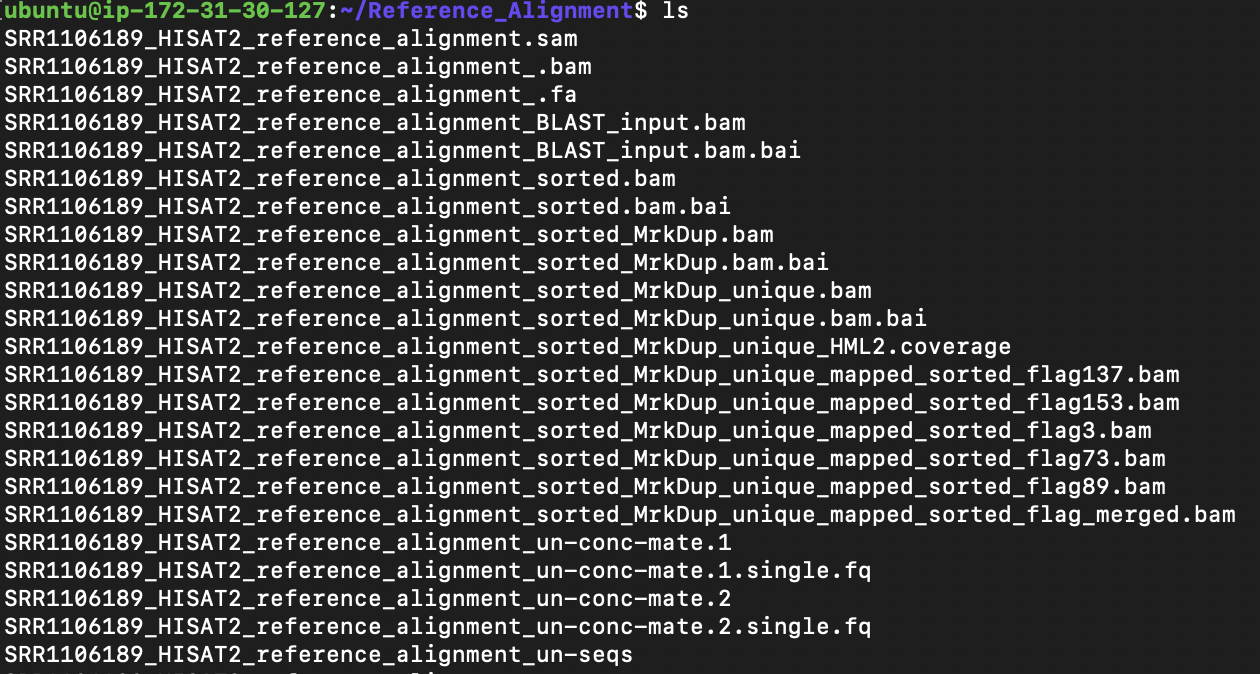 ubuntu@ip-172-31-30-127:~/Reference_Alignment$ ls
SRR1106189_HISAT2_reference_alignment.sam
SRR1106189_HISAT2_reference_alignment_.bam
SRR1106189_HISAT2_reference_alignment_.fa
SRR1106189_HISAT2_reference_alignment_BLAST_input.bam
SRR1106189_HISAT2_reference_alignment_BLAST_input.bam.bai
SRR1106189_HISAT2_reference_alignment_sorted.bam
SRR1106189_HISAT2_reference_alignment_sorted.bam.bai
SRR1106189_HISAT2_reference_alignment_sorted_MrkDup.bam
SRR1106189_HISAT2_reference_alignment_sorted_MrkDup.bam.bai
SRR1106189_HISAT2_reference_alignment_sorted_MrkDup_unique.bam
SRR1106189_HISAT2_reference_alignment_sorted_MrkDup_unique.bam.bai
SRR1106189_HISAT2_reference_alignment_sorted_MrkDup_unique_HML2.coverage
SRR1106189_HISAT2_reference_alignment_sorted_MrkDup_unique_mapped_sorted_flag137.bam
SRR1106189_HISAT2_reference_alignment_sorted_MrkDup_unique_mapped_sorted_flag153.bam
SRR1106189_HISAT2_reference_alignment_sorted_MrkDup_unique_mapped_sorted_flag3.bam
SRR1106189_HISAT2_reference_alignment_sorted_MrkDup_unique_mapped_sorted_flag73.bam
SRR1106189_HISAT2_reference_alignment_sorted_MrkDup_unique_mapped_sorted_flag89.bam
SRR1106189_HISAT2_reference_alignment_sorted_MrkDup_unique_mapped_sorted_flag_merged.bam
SRR1106189_HISAT2_reference_alignment_un-conc-mate.1
SRR1106189_HISAT2_reference_alignment_un-conc-mate.1.single.fq
SRR1106189_HISAT2_reference_alignment_un-conc-mate.2
SRR1106189_HISAT2_reference_alignment_un-conc-mate.2.single.fq
SRR1106189_HISAT2_reference_alignment_un-seqs